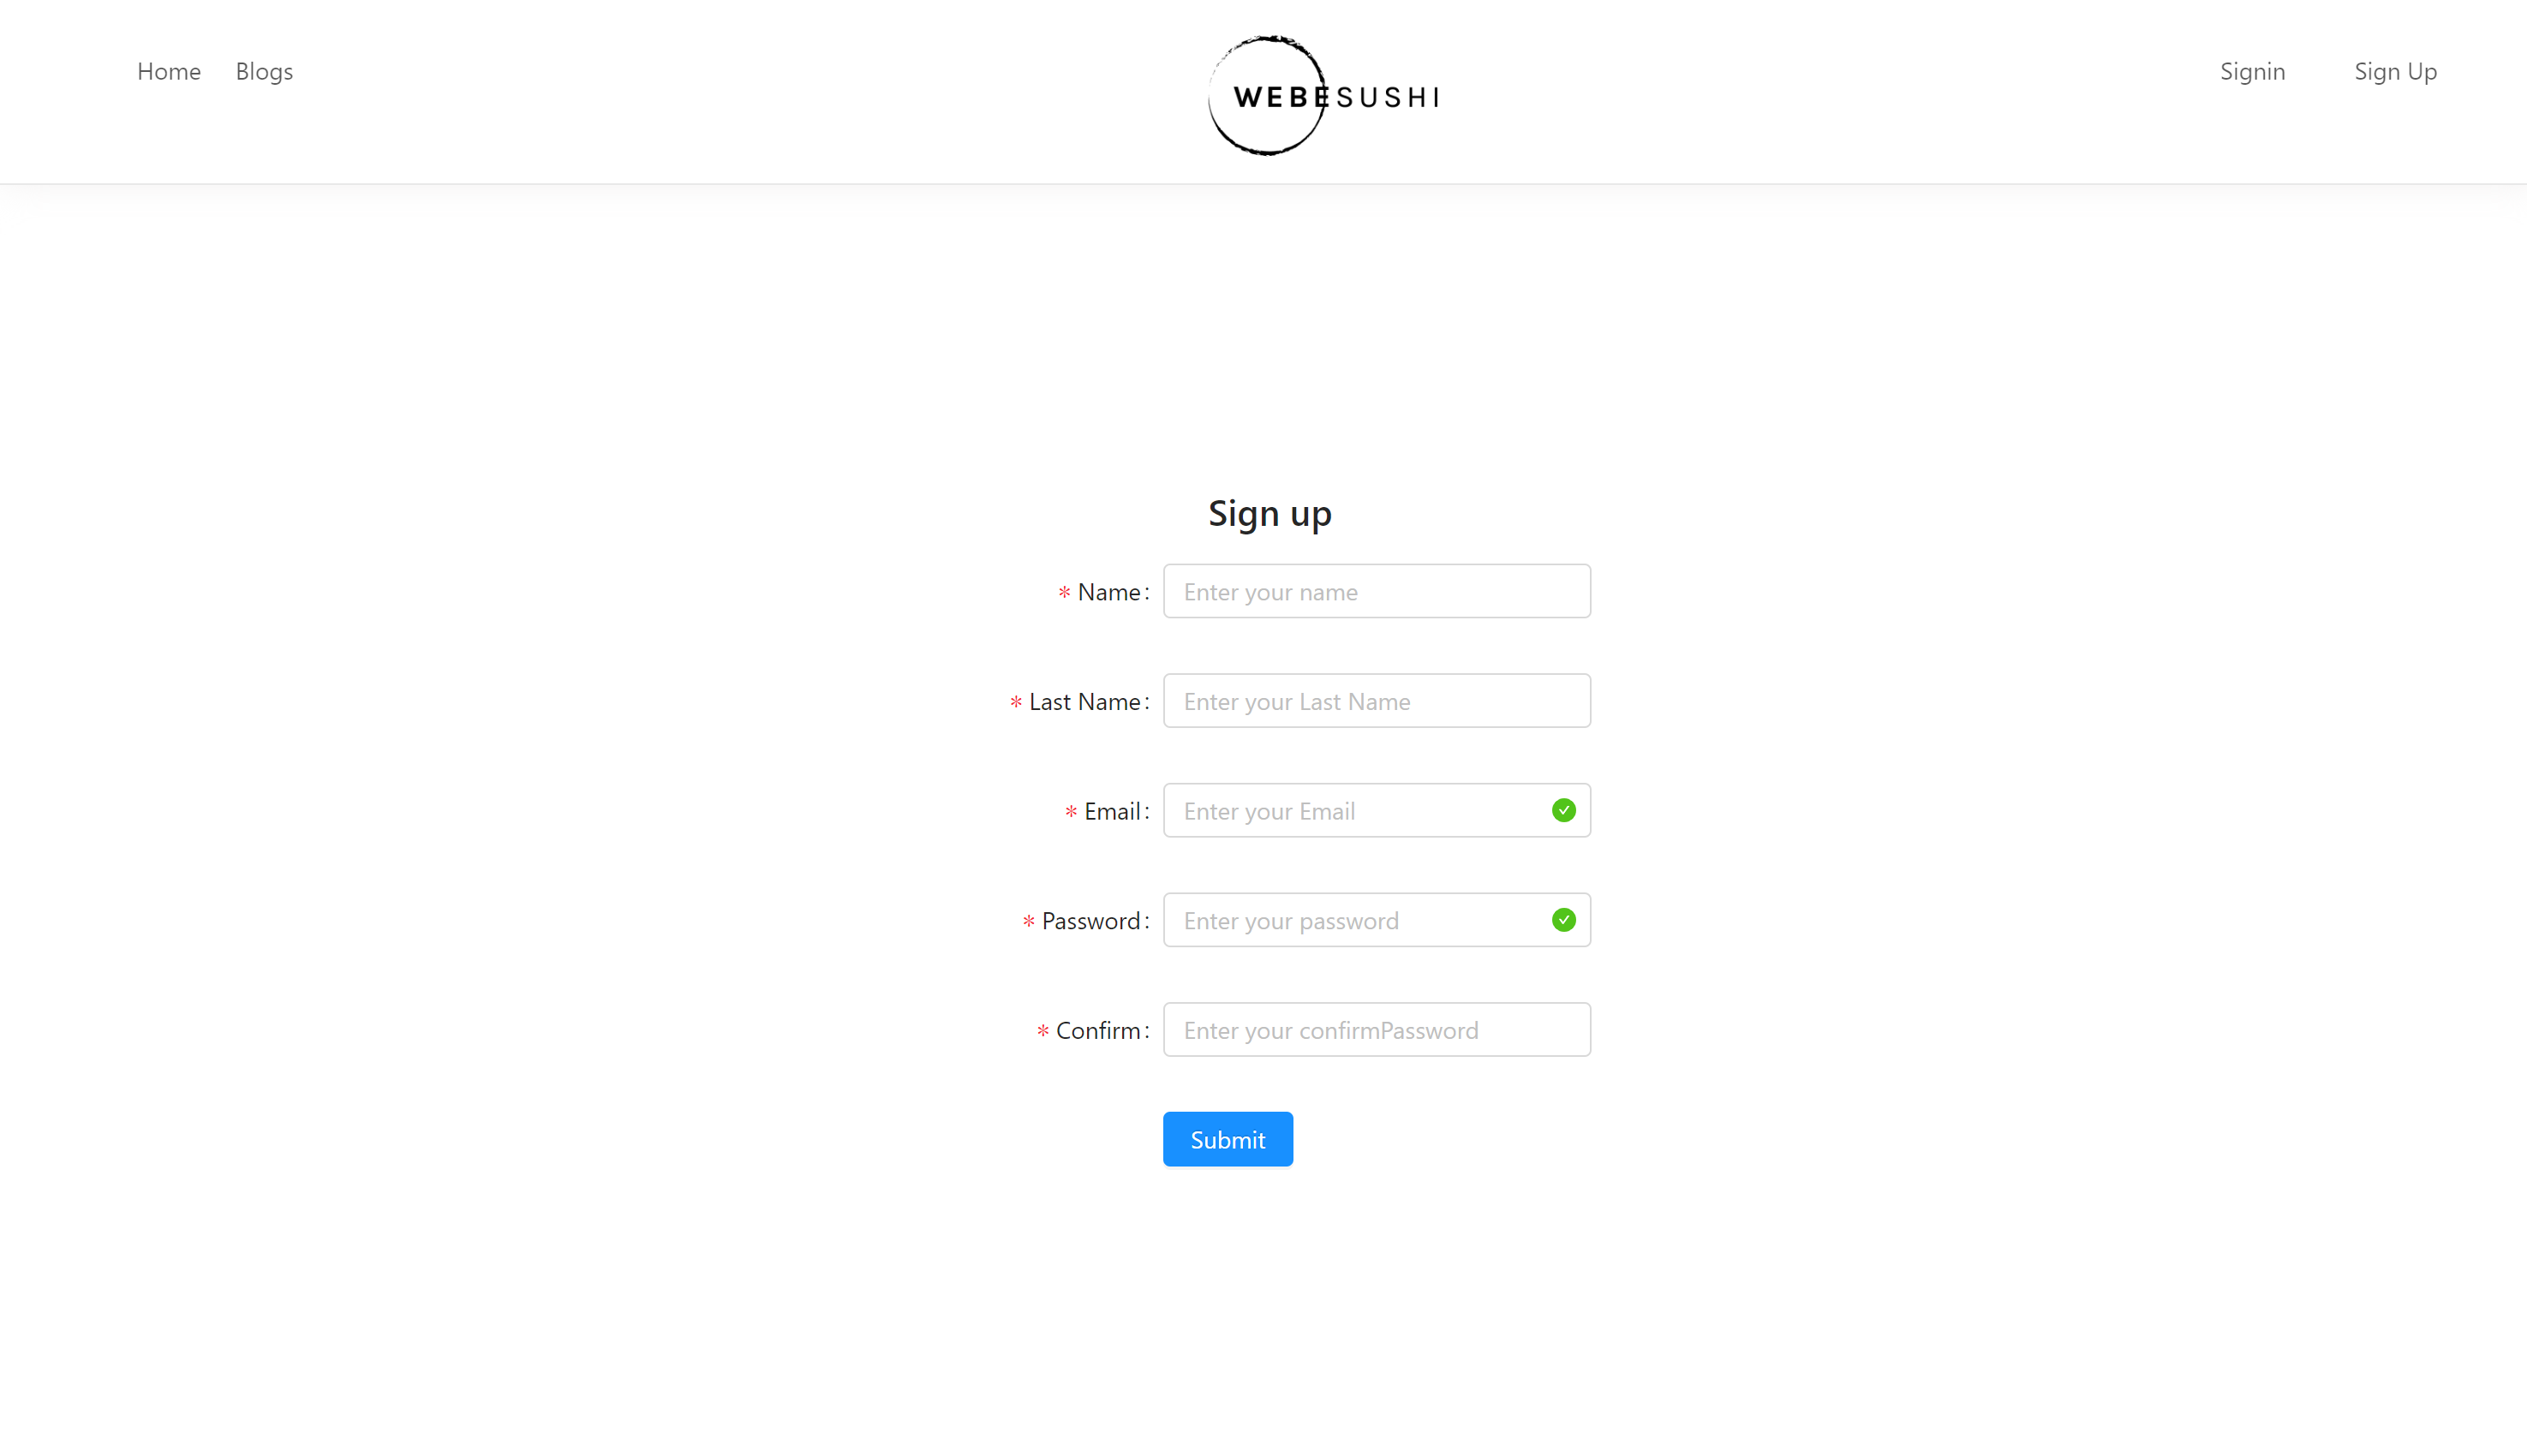 Home Blogs WEBESUSHI Signin Sign Up
Sign up
* Name: Enter your name
* Last Name: Enter your Last Name
* Email: Enter your Email
* Password: Enter your password
* Confirm: Enter your confirmPassword
Submit